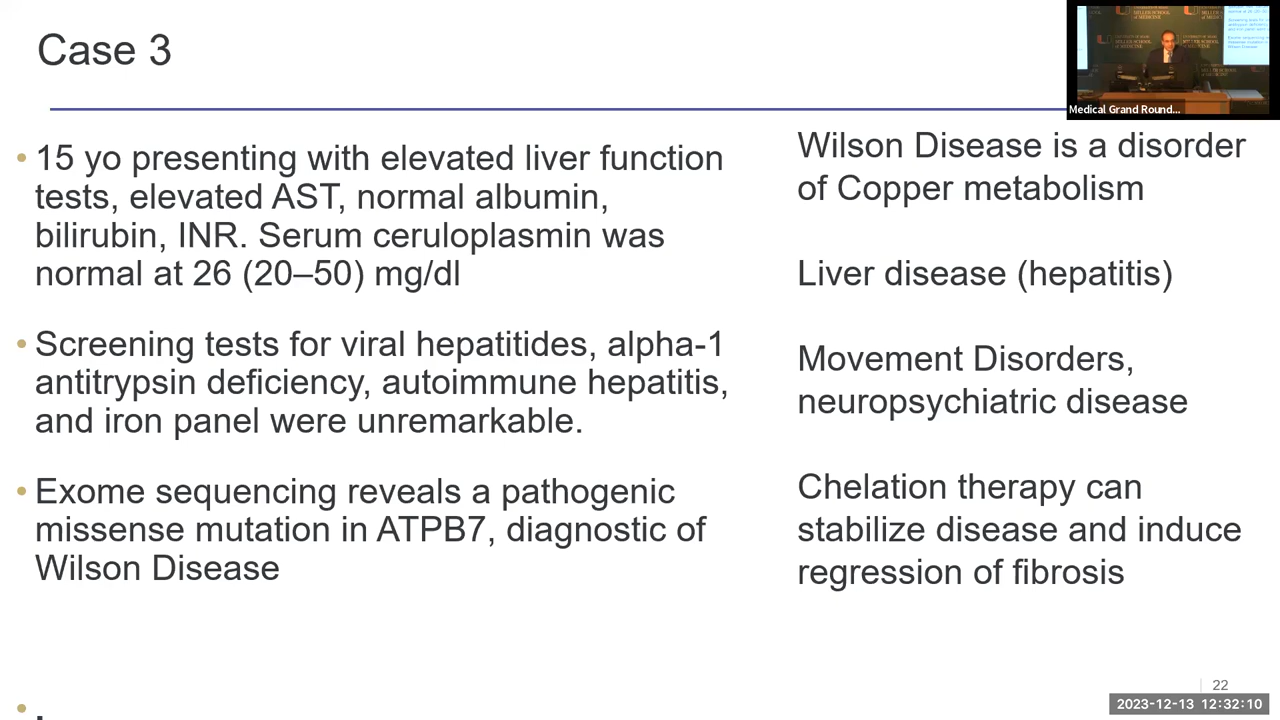 Case 3
15 yo presenting with elevated liver function
tests, elevated AST, normal albumin,
bilirubin, INR. Serum ceruloplasmin was
normal at 26 (20–50) mg/dl
Screening tests for viral hepatitides, alpha-1
antitrypsin deficiency, autoimmune hepatitis,
and iron panel were unremarkable.
Exome sequencing reveals a pathogenic
missense mutation in ATPB7, diagnostic of
Wilson Disease
Wilson Disease is a disorder
of Copper metabolism
Liver disease (hepatitis)
Movement Disorders,
neuropsychiatric disease
Chelation therapy can
stabilize disease and induce
regression of fibrosis
Medical Grand Round...
22
2023-12-13 12:32:10